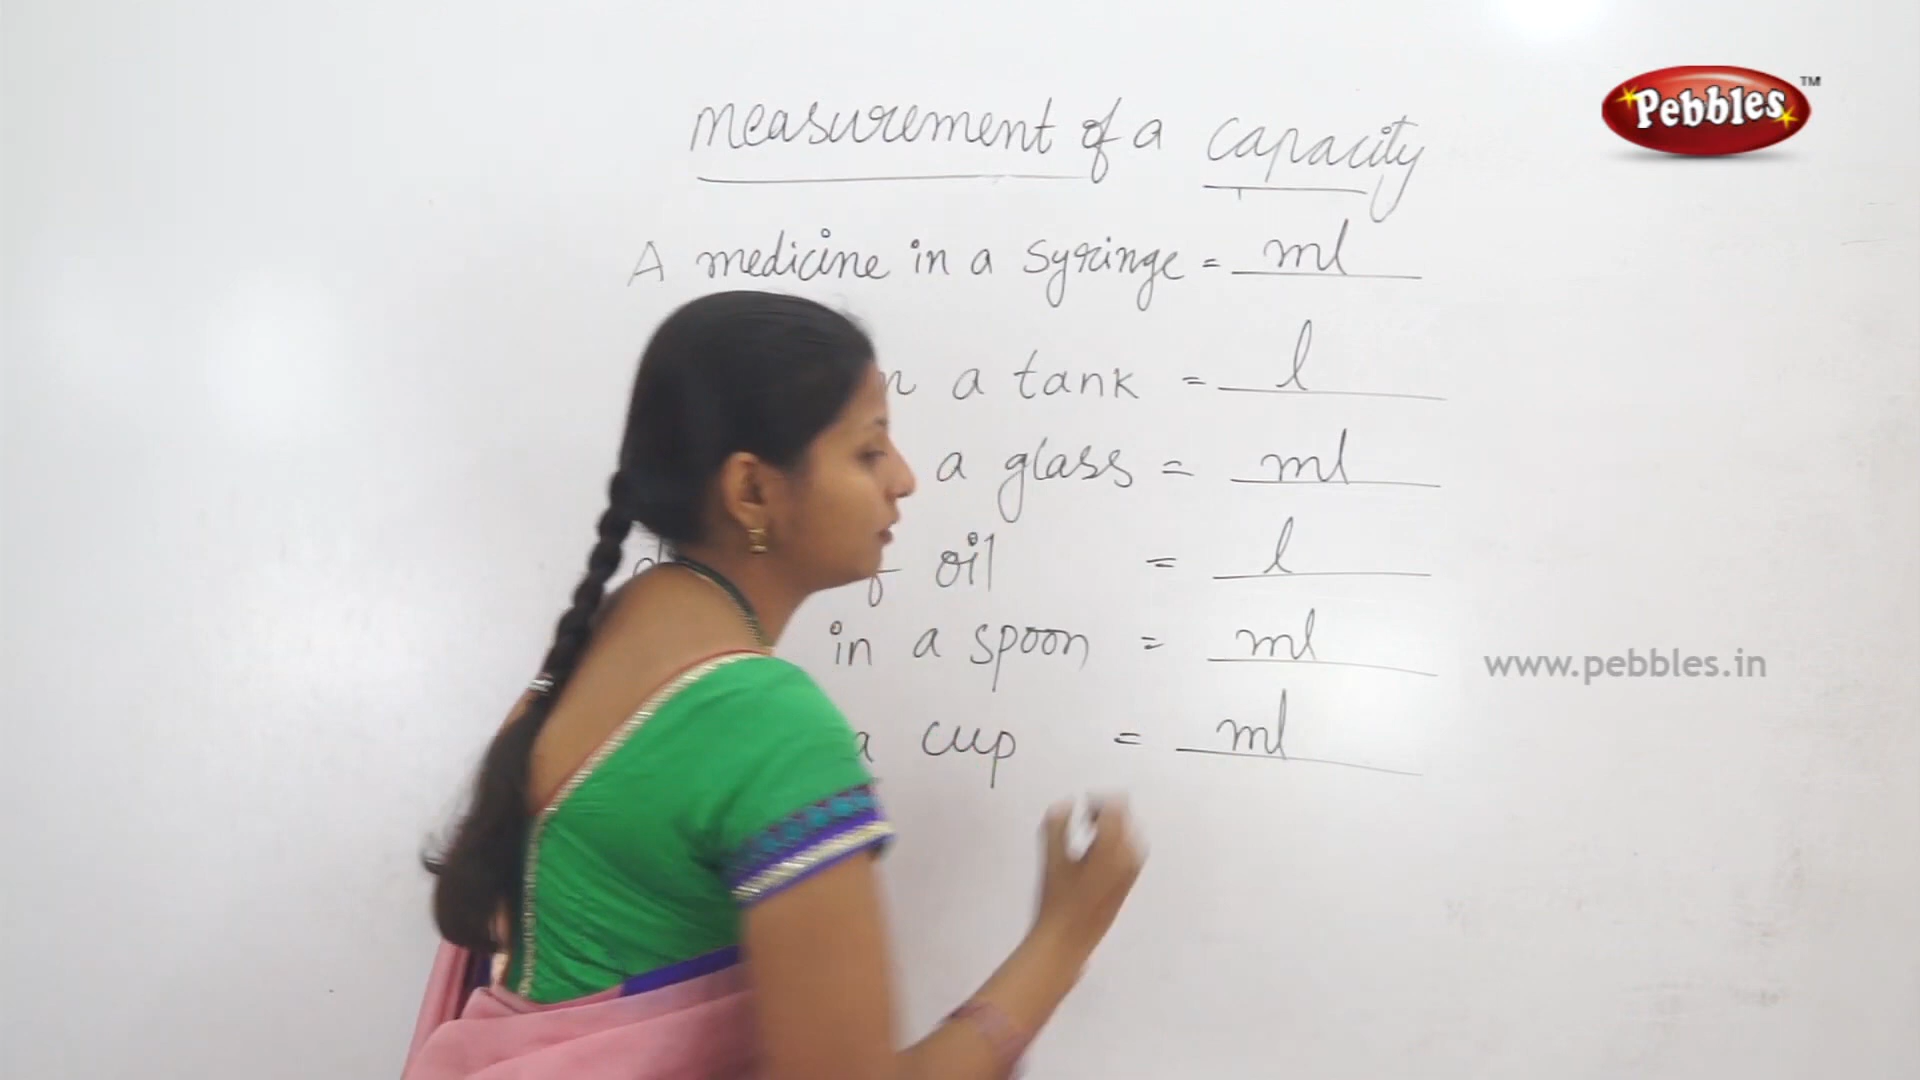 Pebbles TM
measurement of a capacity
A medicine in a syringe = ml
a tank = l
a glass = ml
oil = l
in a spoon = ml
www.pebbles.in
a cup = ml